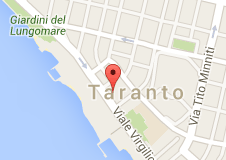 Giardini del
Lungomare
Taranto
Viale Virgilio
Via Tito Minniti